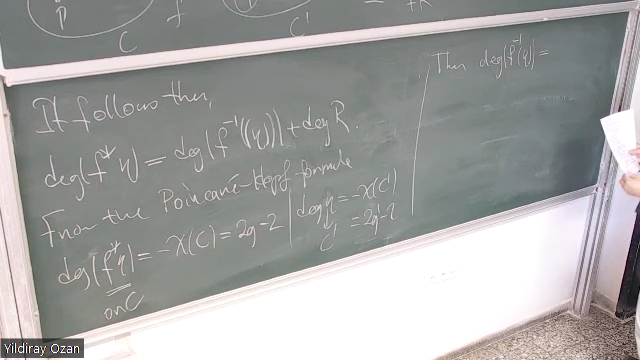 P
C
f
P
C'
= 
It follows then,
deg(f*η) = deg(f⁻¹(η)) + deg R.
From the Poincaré-Hopf formula
deg(f*η) = -χ(C) = 2g-2
on C
deg η = -χ(C')
C' = 2g'-2
Then deg(f⁻¹(η)) =
Yildiray Ozan